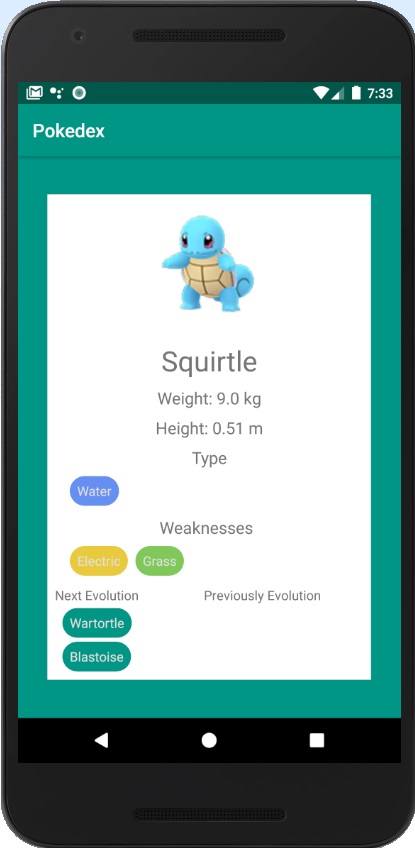 7:33
Pokedex
Squirtle
Weight: 9.0 kg
Height: 0.51 m
Type
Water
Weaknesses
Electric Grass
Next Evolution Previously Evolution
Wartortle
Blastoise